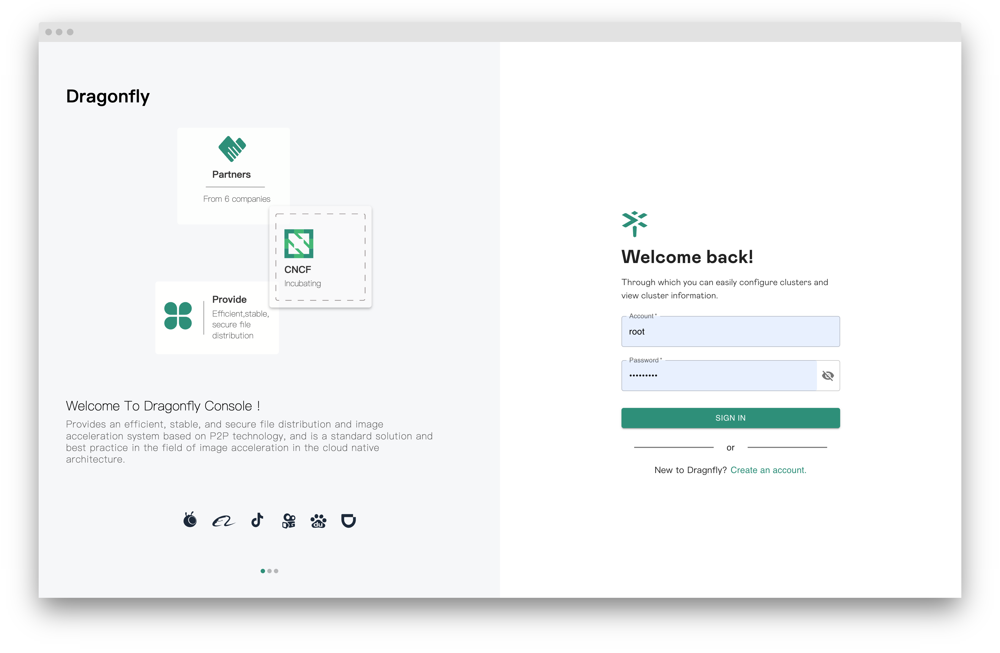 Dragonfly
Partners
From 6 companies
CNCF
Incubating
Provide
Efficient,stable,
secure file
distribution
Welcome To Dragonfly Console !
Provides an efficient, stable, and secure file distribution and image
acceleration system based on P2P technology, and is a standard solution and
best practice in the field of image acceleration in the cloud native
architecture.
du
Welcome back!
Through which you can easily configure clusters and
view cluster information.
Account *
root
Password *
•••••••••
SIGN IN
or
New to Dragnfly? Create an account.